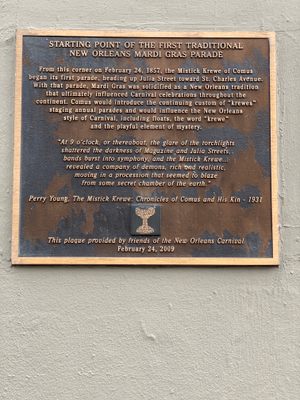 STARTING POINT OF THE FIRST TRADITIONAL
NEW ORLEANS MARDI GRAS PARADE
From this corner on February 24, 1857, the Mistick Krewe of Comus
began its first parade, heading up Julia Street toward St. Charles Avenue.
With that parade, Mardi Gras was solidified as a New Orleans tradition
that ultimately influenced Carnival celebrations throughout the
continent. Comus would introduce the continuing custom of "krewes"
staging annual parades and would influence the New Orleans
style of Carnival, including floats, the word "krewe"
and the playful element of mystery.
"At 9 o'clock, or thereabout, the glare of the torchlights
shattered the darkness of Magazine and Julia Streets,
bands burst into symphony, and the Mistick Krewe...
revealed a company of demons, rich and realistic,
moving in a procession that seemed to blaze
from some secret chamber of the earth."
Perry Young, The Mistick Krewe: Chronicles of Comus and His Kin - 1931
This plaque provided by friends of the New Orleans Carnival
February 24, 2009